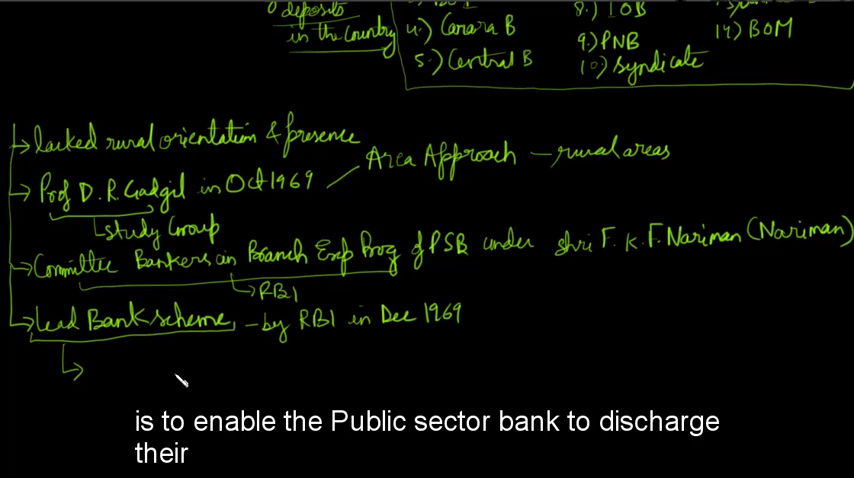 deposits
8.) IOB
in the Country
4.) Canara B
9.) PNB
14) BOM
5.) Central B
10) Syndicate
lacked rural orientation & presence
Area Approach - rural areas
Prof D. R. Gadgil in Oct 1969
study Group
Committee Bankers on Branch Exp Prog of PSB under Shri F. K. F. Nariman (Nariman)
RBI
Lead Bank scheme, - by RBI in Dec 1969
is to enable the Public sector bank to discharge
their